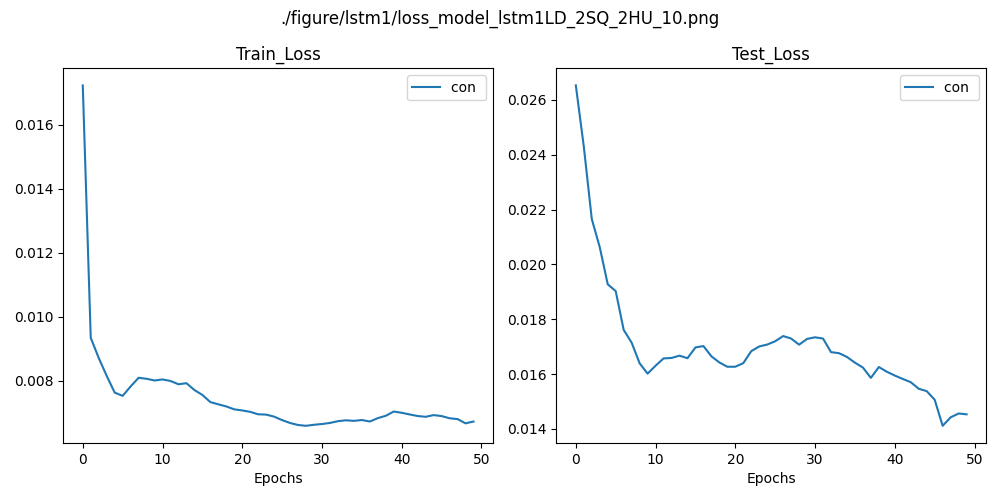 ./figure/lstm1/loss_model_lstm1LD_2SQ_2HU_10.png
Train_Loss
con
0.016
0.014
0.012
0.010
0.008
0 10 20 30 40 50
Epochs
Test_Loss
con
0.026
0.024
0.022
0.020
0.018
0.016
0.014
0 10 20 30 40 50
Epochs